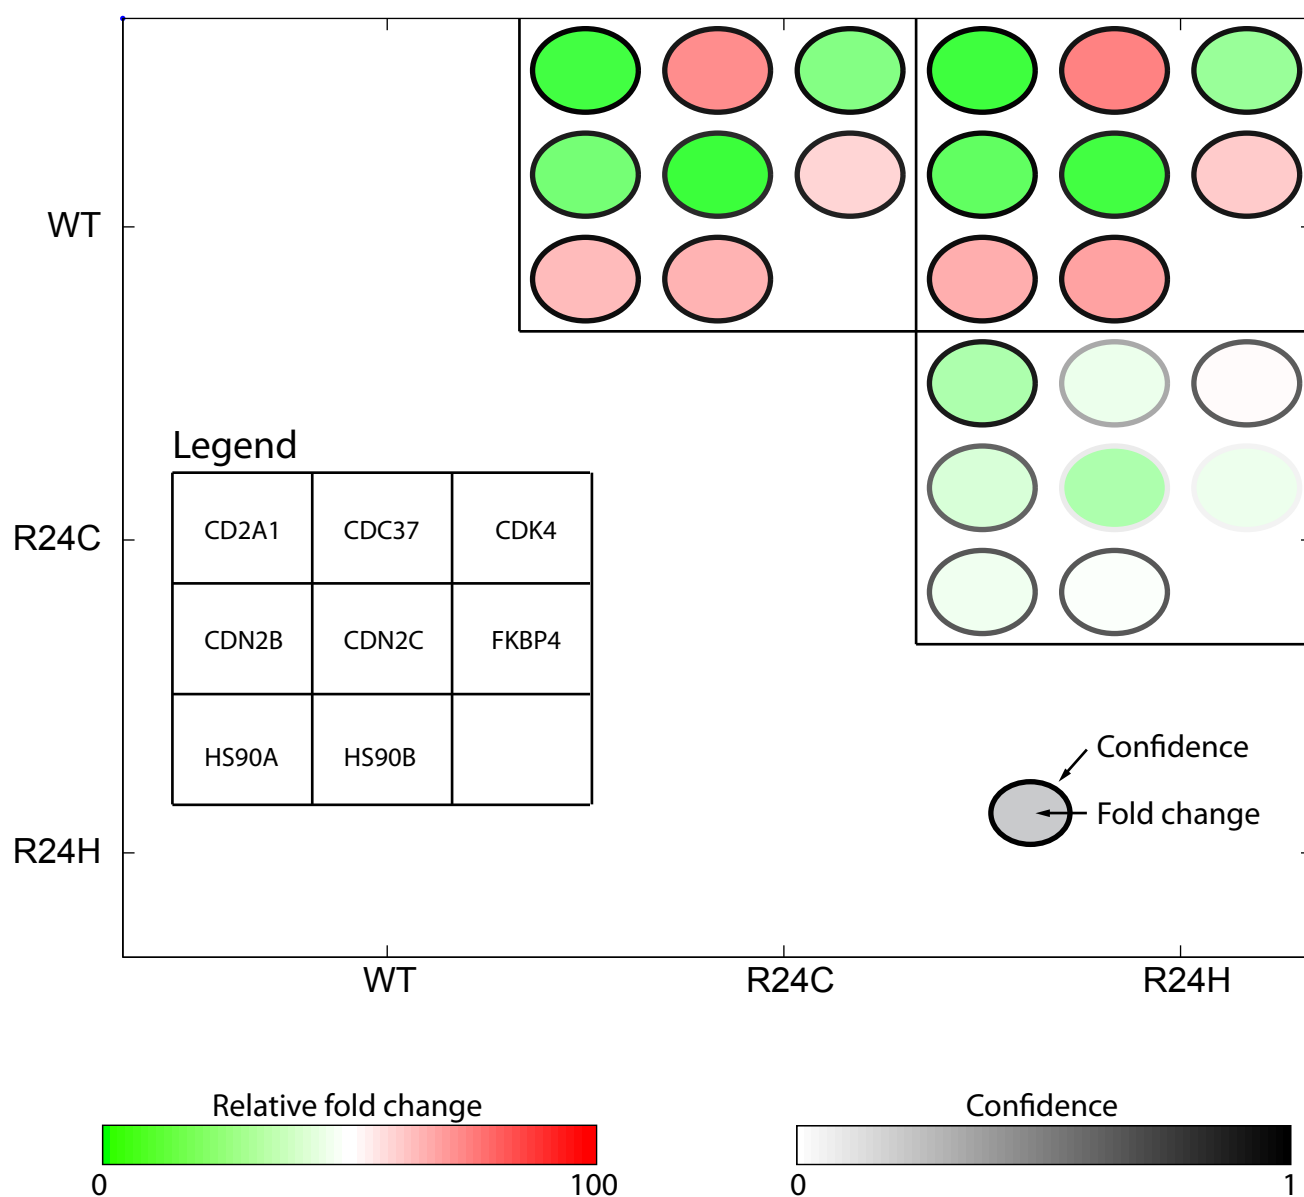 WT
Legend
CD2A1 CDC37 CDK4
R24C
CDN2B CDN2C FKBP4
HS90A HS90B
Confidence
Fold change
R24H
WT R24C R24H
Relative fold change Confidence
0 100 0 1